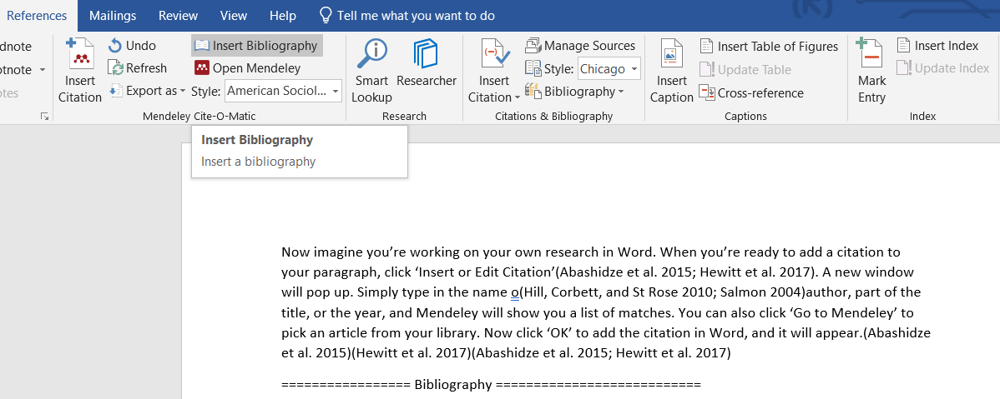 References Mailings Review View Help Tell me what you want to do
dnote
otnote
otes
Insert Citation
Undo
Refresh
Export as
Insert Bibliography
Open Mendeley
Style: American Sociol...
Mendeley Cite-O-Matic
Smart Lookup
Researcher
Research
Insert Citation
Manage Sources
Style: Chicago
Bibliography
Citations & Bibliography
Insert Caption
Insert Table of Figures
Update Table
Cross-reference
Captions
Mark Entry
Insert Index
Update Index
Index
Insert Bibliography
Insert a bibliography
Now imagine you’re working on your own research in Word. When you’re ready to add a citation to
your paragraph, click ‘Insert or Edit Citation’(Abashidze et al. 2015; Hewitt et al. 2017). A new window
will pop up. Simply type in the name o(Hill, Corbett, and St Rose 2010; Salmon 2004)author, part of the
title, or the year, and Mendeley will show you a list of matches. You can also click ‘Go to Mendeley’ to
pick an article from your library. Now click ‘OK’ to add the citation in Word, and it will appear.(Abashidze
et al. 2015)(Hewitt et al. 2017)(Abashidze et al. 2015; Hewitt et al. 2017)
================= Bibliography ===========================